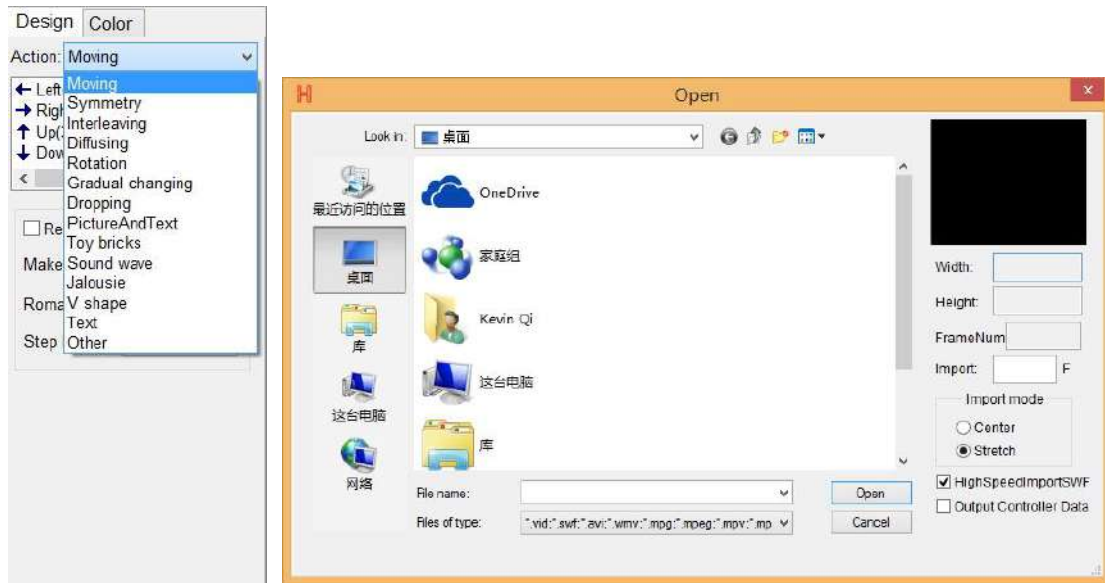 Design Color
Action: Moving
Left
Moving
Symmetry
Interleaving
Diffusing
Rotation
Gradual changing
Dropping
PictureAndText
Toy bricks
Sound wave
Jalousie
V shape
Text
Other
Righ
Up(
Dow
Re
Make
Roma
Step
H
Open
Look in: 桌面
最近访问的位置
桌面
库
这台电脑
网络
OneDrive
家庭组
Kevin Qi
这台电脑
库
File name:
Open
Files of type: *.vid;*.swf;*.avi;*.wmv;*.mpg;*.mpeg;*.mpv;*.mp
Cancel
Width:
Height:
FrameNum
Import: F
Import mode
Center
Stretch
HighSpeedImportSWF
Output Controller Data